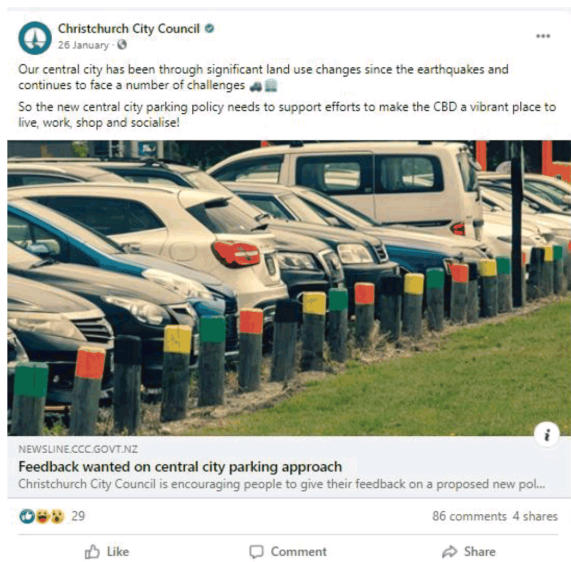 Christchurch City Council
26 January ·
Our central city has been through significant land use changes since the earthquakes and
continues to face a number of challenges 🚙🏢
So the new central city parking policy needs to support efforts to make the CBD a vibrant place to
live, work, shop and socialise!
NEWSLINE.CCC.GOVT.NZ
Feedback wanted on central city parking approach
Christchurch City Council is encouraging people to give their feedback on a proposed new pol...
29
86 comments 4 shares
Like Comment Share